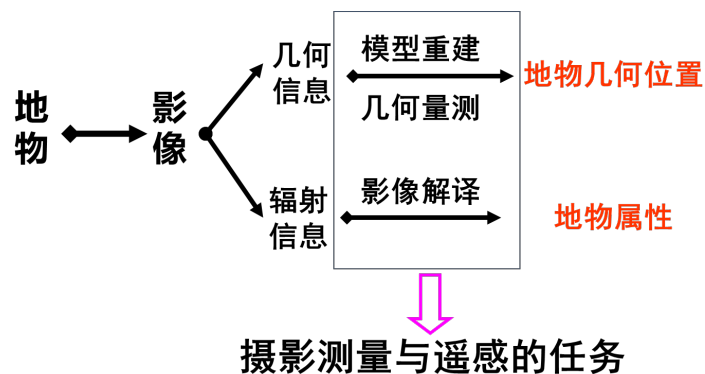 地物
影像
几何
信息
模型重建
几何量测
地物几何位置
辐射
信息
影像解译
地物属性
摄影测量与遥感的任务